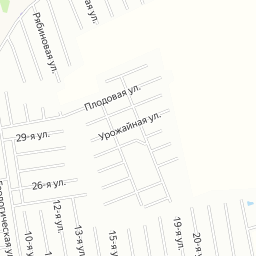 Рябиновая ул.
Плодовая ул.
Урожайная ул.
29-я ул.
26-я ул.
12-я ул.
13-я ул.
10-я ул.
15-я ул.
19-я ул.
20-я ул.